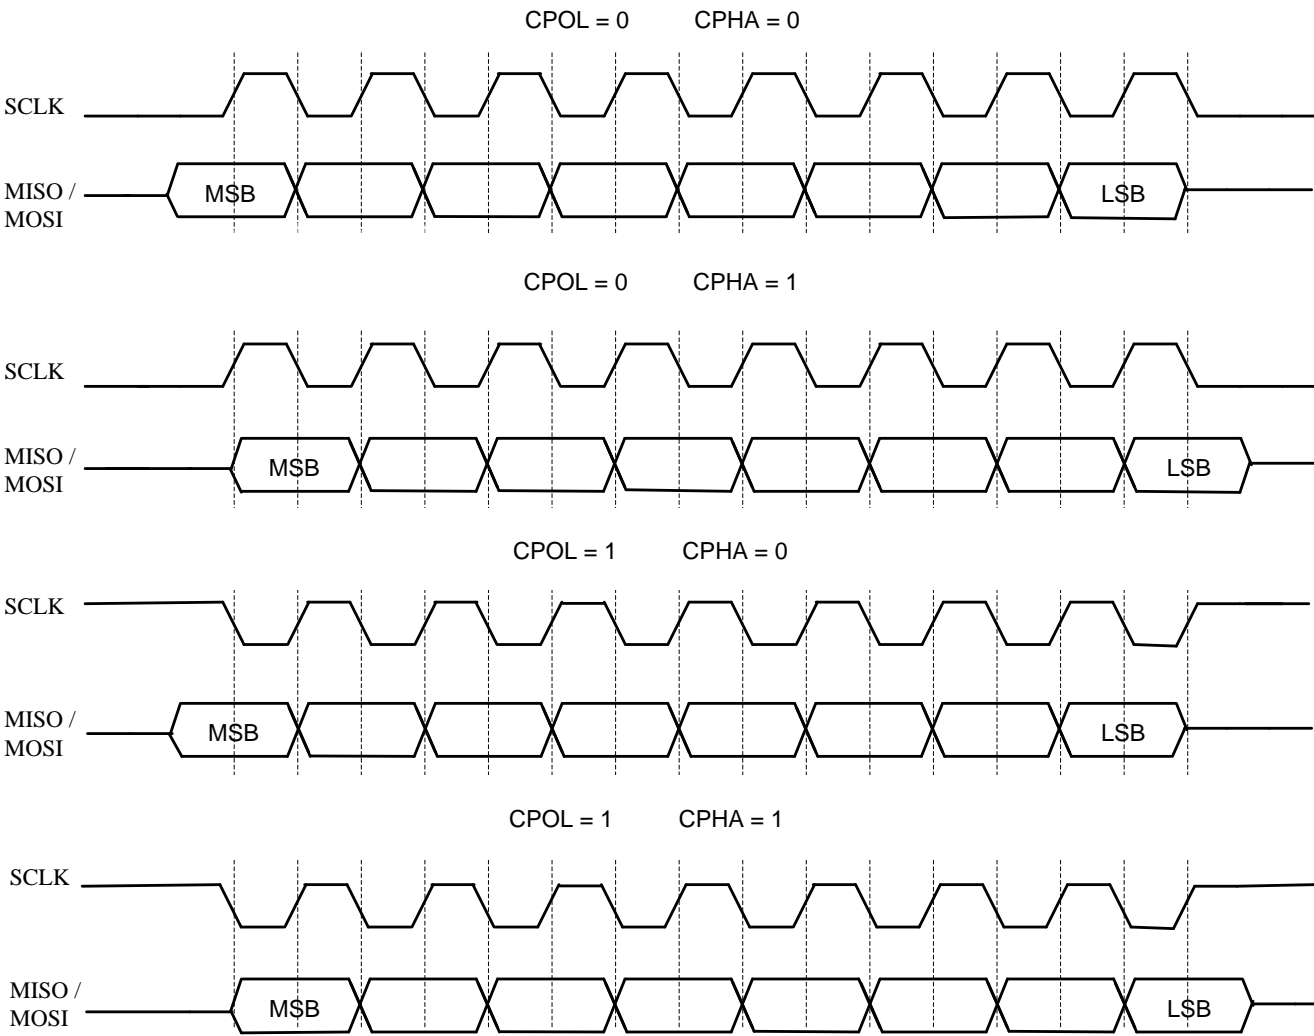 CPOL = 0 CPHA = 0
SCLK
MISO /
MOSI
MSB
LSB
CPOL = 0 CPHA = 1
SCLK
MISO /
MOSI
MSB
LSB
CPOL = 1 CPHA = 0
SCLK
MISO /
MOSI
MSB
LSB
CPOL = 1 CPHA = 1
SCLK
MISO /
MOSI
MSB
LSB